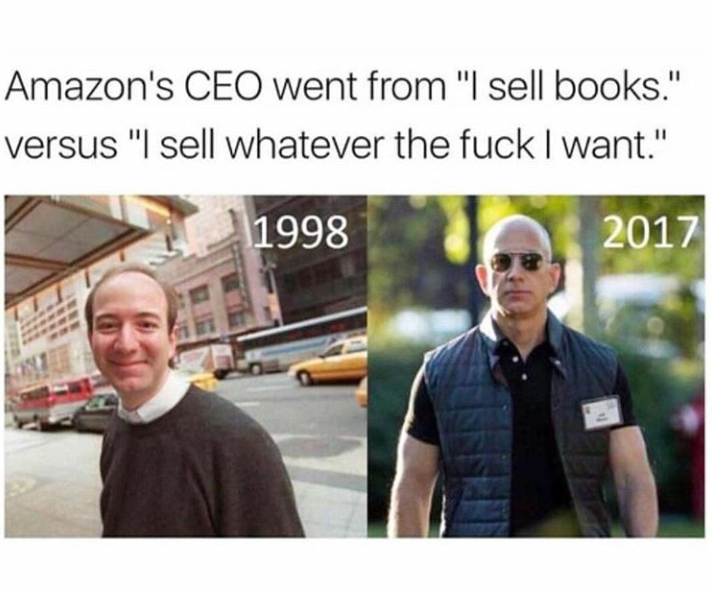 Amazon's CEO went from "I sell books."
versus "I sell whatever the fuck I want."
1998
2017